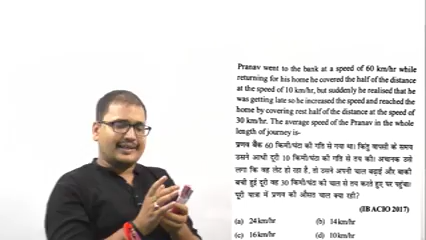 Pranav went to the bank at a speed of 60 km/hr while
returning for his home he covered the half of the distance
at the speed of 10 km/hr, but suddenly he realised that he
was getting late so he increased the speed and reached the
home by covering rest half of the distance at the speed of
30 km/hr. The average speed of the Pranav in the whole
length of journey is-
प्रणव बैंक 60 किमी/घंटा की गति से गया था। किंतु वापसी के समय
उसने आधी दूरी 10 किमी/घंटा की गति से तय की। अचानक उसे
लगा कि वह लेट हो रहा है, तो उसने अपनी चाल बढ़ाई और बाकी
बची हुई दूरी वह 30 किमी/घंटा की चाल से तय करते हुए घर पहुंचा।
पूरी यात्रा में प्रणव की औसत चाल क्या रही?
(IB ACIO 2017)
(a) 24 km/hr (b) 14 km/hr
(c) 16 km/hr (d) 10 km/hr